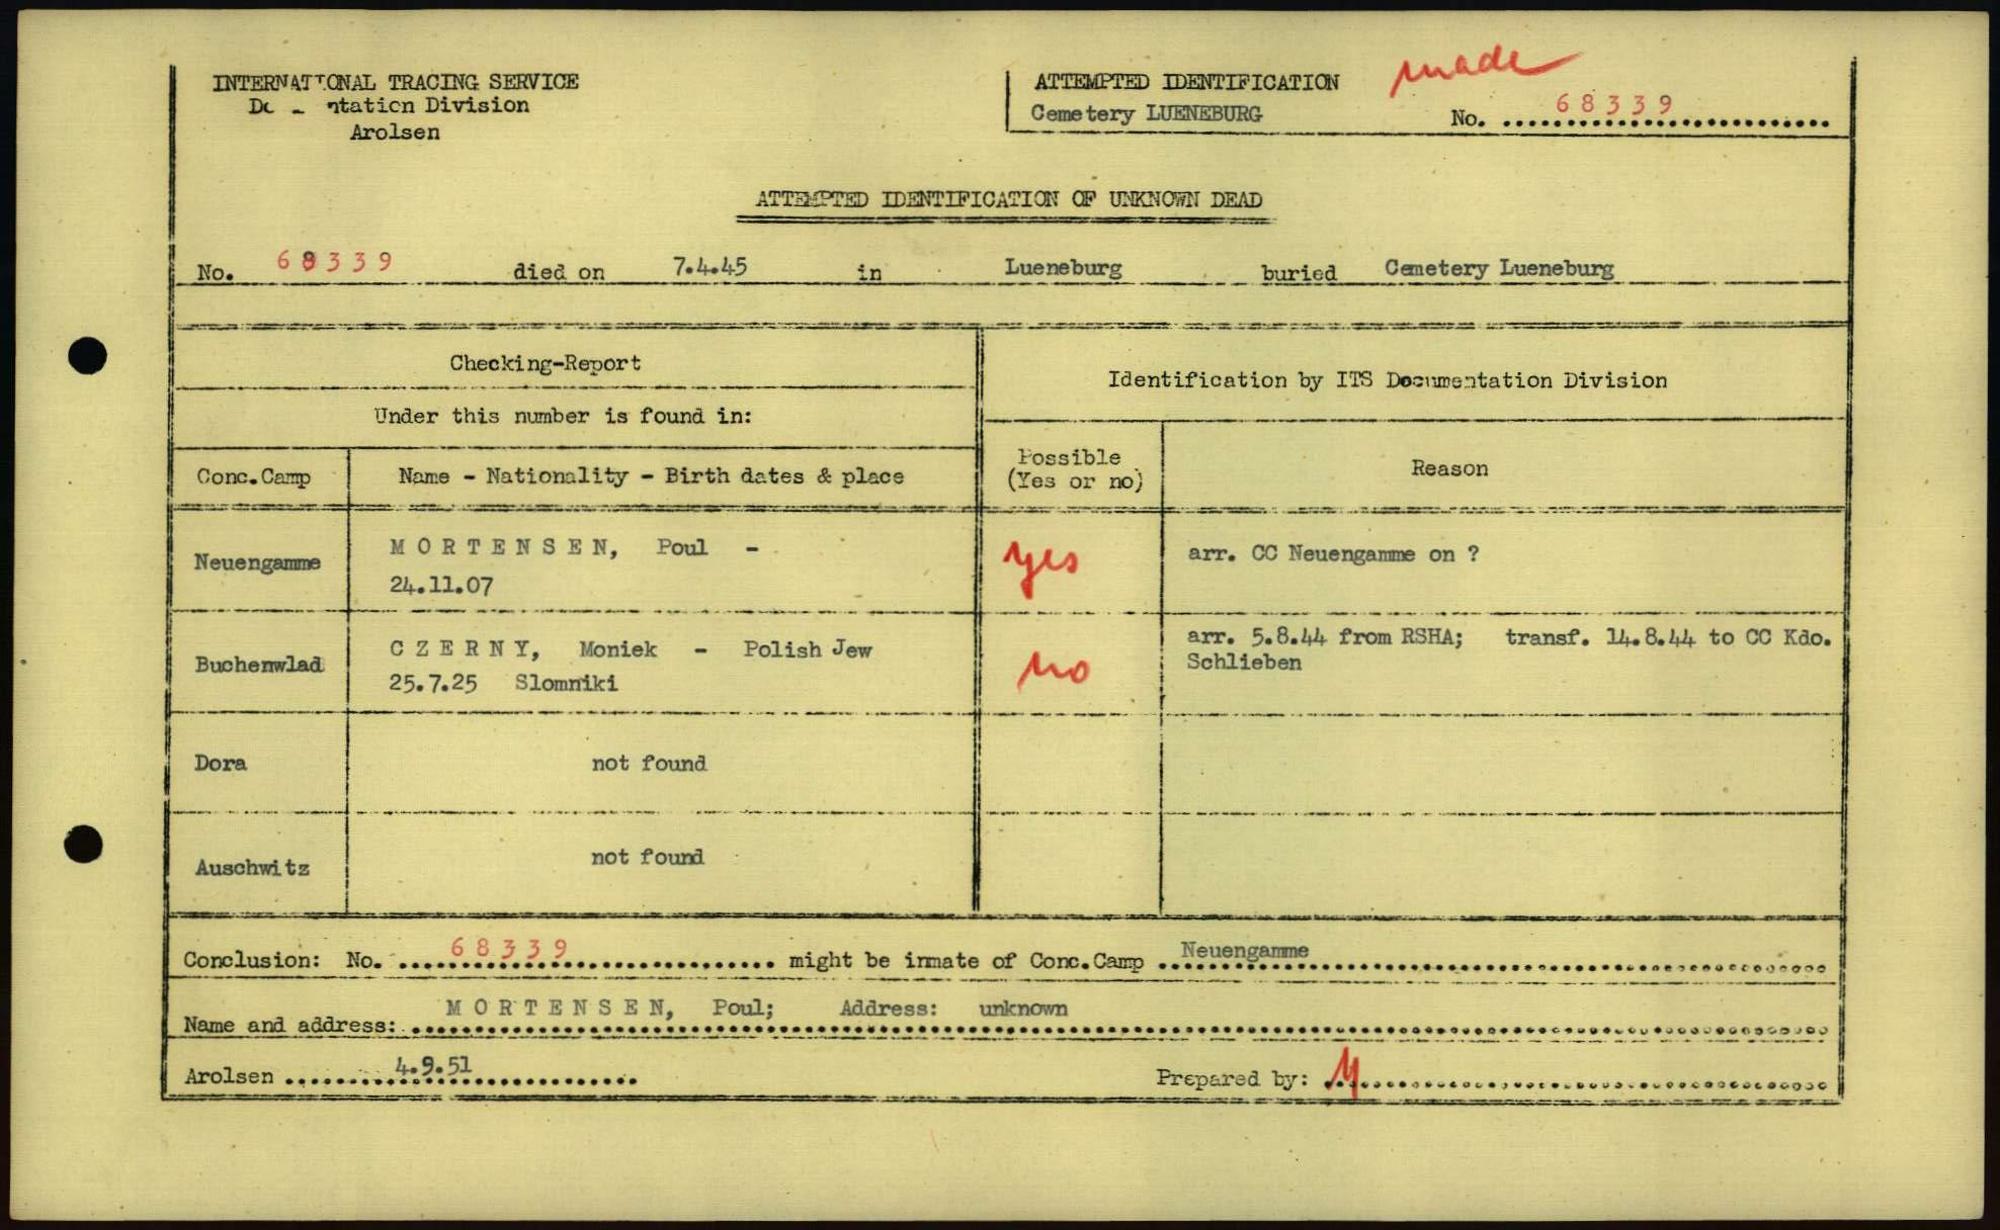 INTERNATIONAL TRACING SERVICE
Division
Arolsen
ATTEMPTED IDENTIFICATION made
Cemetery LUENEBURG
No. 68339
ATTEMPTED IDENTIFICATION OF UNKNOWN DEAD
No. 68339 died on 7.4.45 in Lueneburg buried Cemetery Lueneburg
Checking-Report
Identification by ITS Documentation Division
Under this number is found in:
Conc.Camp Name - Nationality - Birth dates & place
Possible
(Yes or no)
Reason
Neuengamme
MORTENSEN, Poul -
24.11.07
yes
arr. CC Neuengamme on ?
Buchenwlad
CZERNY, Moniek - Polish Jew
25.7.25 Slomniki
no
arr. 5.8.44 from RSHA; transf. 14.8.44 to CC Kdo.
Schlieben
Dora not found
Auschwitz not found
Conclusion: No. 68339 might be inmate of Conc.Camp Neuengamme
Name and address: MORTENSEN, Poul; Address: unknown
Arolsen 4.9.51 Prepared by: